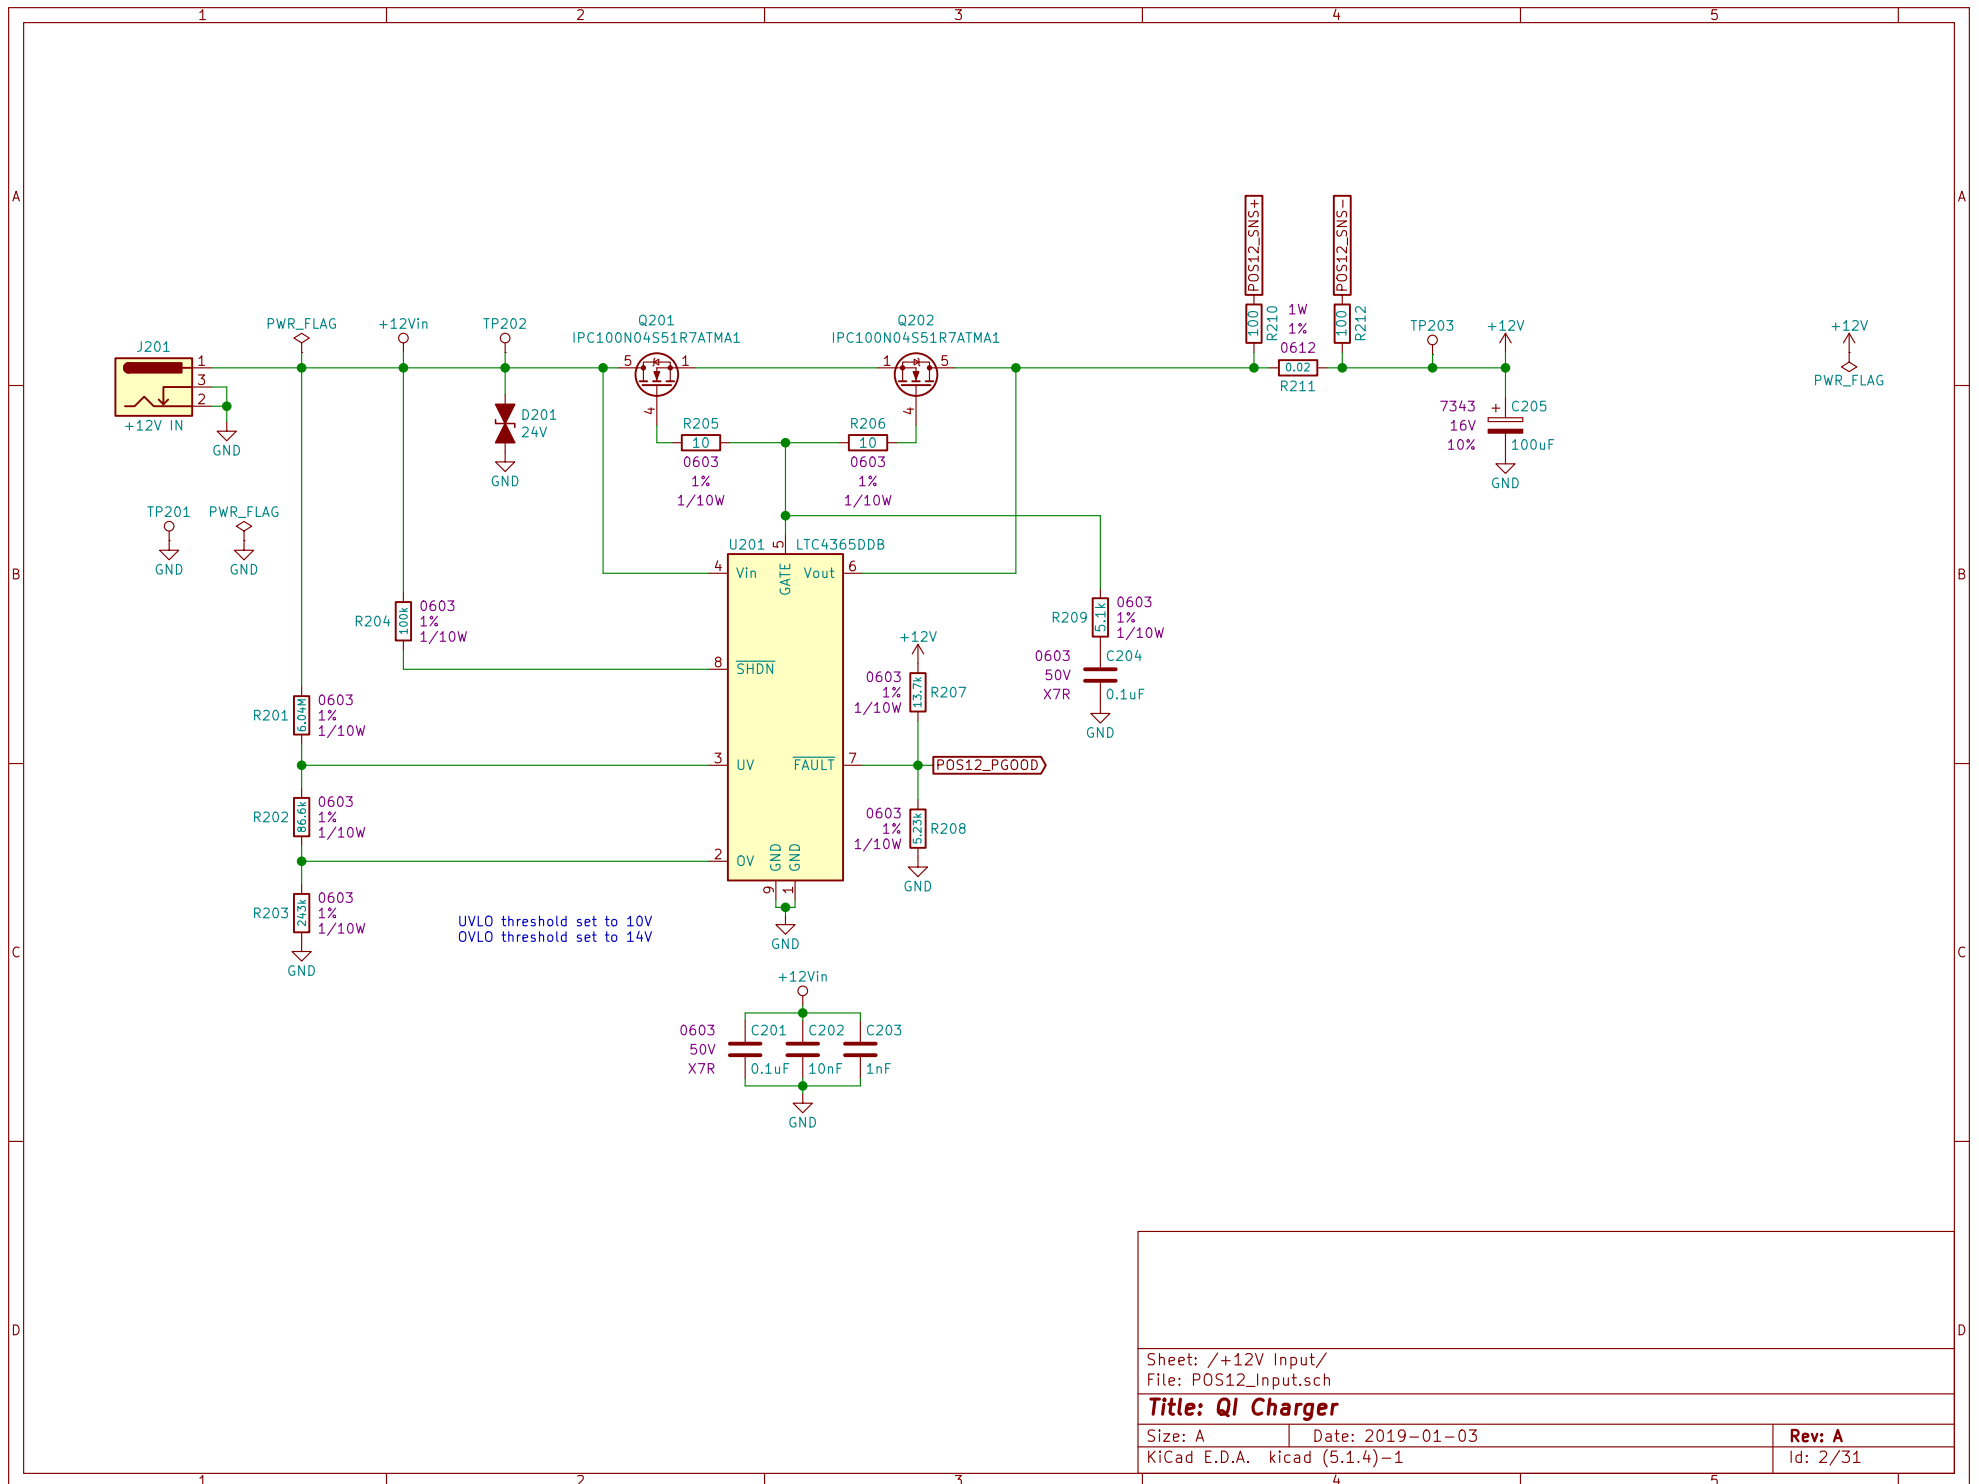 1 2 3 4 5
A A
B B
C C
D D
J201
1
3
2
+12V IN
GND
PWR_FLAG
+12Vin
TP202
D201
24V
GND
TP201
GND
PWR_FLAG
GND
Q201
IPC100N04S51R7ATMA1
5 1
4
Q202
IPC100N04S51R7ATMA1
1 5
4
R205
10
0603
1%
1/10W
R206
10
0603
1%
1/10W
POS12_SNS+
POS12_SNS-
100
R210
100
R212
1W
1%
0612
0.02
R211
TP203
+12V
7343
16V
10%
+ C205
100uF
GND
+12V
PWR_FLAG
U201
LTC4365DDB
5
GATE
4 Vin
Vout 6
8 SHDN
3 UV
FAULT 7
2 OV
GND GND
9 1
GND
R204
100k
0603
1%
1/10W
R201
6.04M
0603
1%
1/10W
R202
86.6k
0603
1%
1/10W
R203
243k
0603
1%
1/10W
GND
UVLO threshold set to 10V
OVLO threshold set to 14V
+12V
0603
1%
1/10W
13.7k
R207
POS12_PGOOD
0603
1%
1/10W
5.23k
R208
GND
R209
5.1k
0603
1%
1/10W
0603
50V
X7R
C204
0.1uF
GND
+12Vin
0603
50V
X7R
C201 C202 C203
0.1uF 10nF 1nF
GND
Sheet: /+12V Input/
File: POS12_Input.sch
Title: QI Charger
Size: A Date: 2019-01-03 Rev: A
KiCad E.D.A. kicad (5.1.4)-1 Id: 2/31
1 2 3 4 5